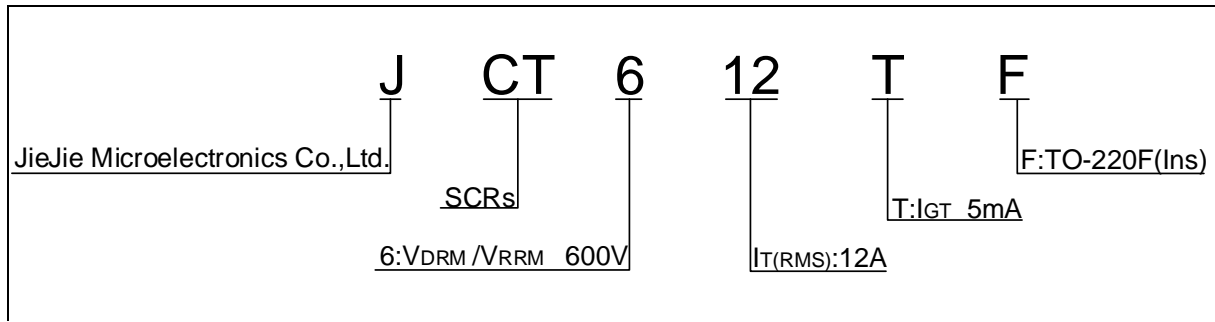 J CT 6 12 T F
JieJie Microelectronics Co.,Ltd.
F:TO-220F(Ins)
SCRs
T:IGT 5mA
6:VDRM/VRRM 600V
IT(RMS):12A